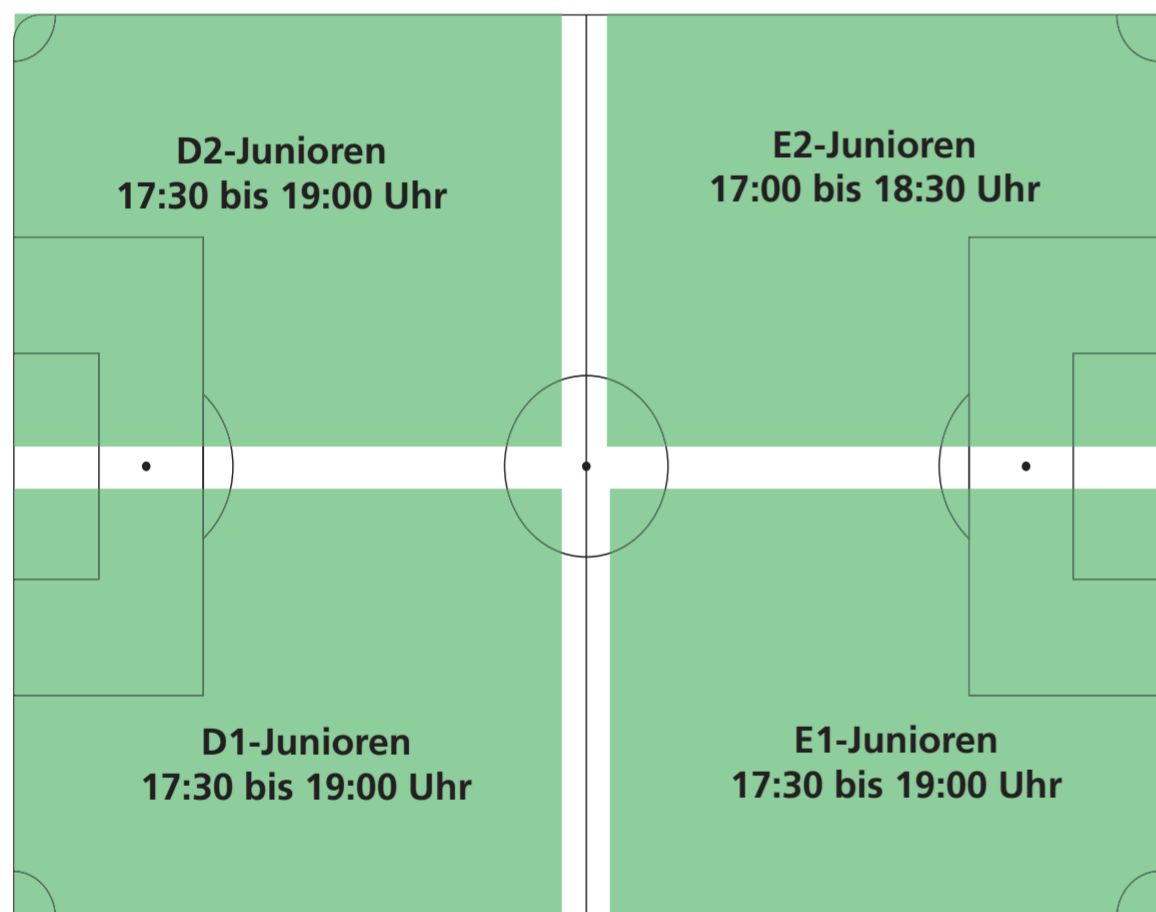 D2-Junioren
17:30 bis 19:00 Uhr
E2-Junioren
17:00 bis 18:30 Uhr
D1-Junioren
17:30 bis 19:00 Uhr
E1-Junioren
17:30 bis 19:00 Uhr